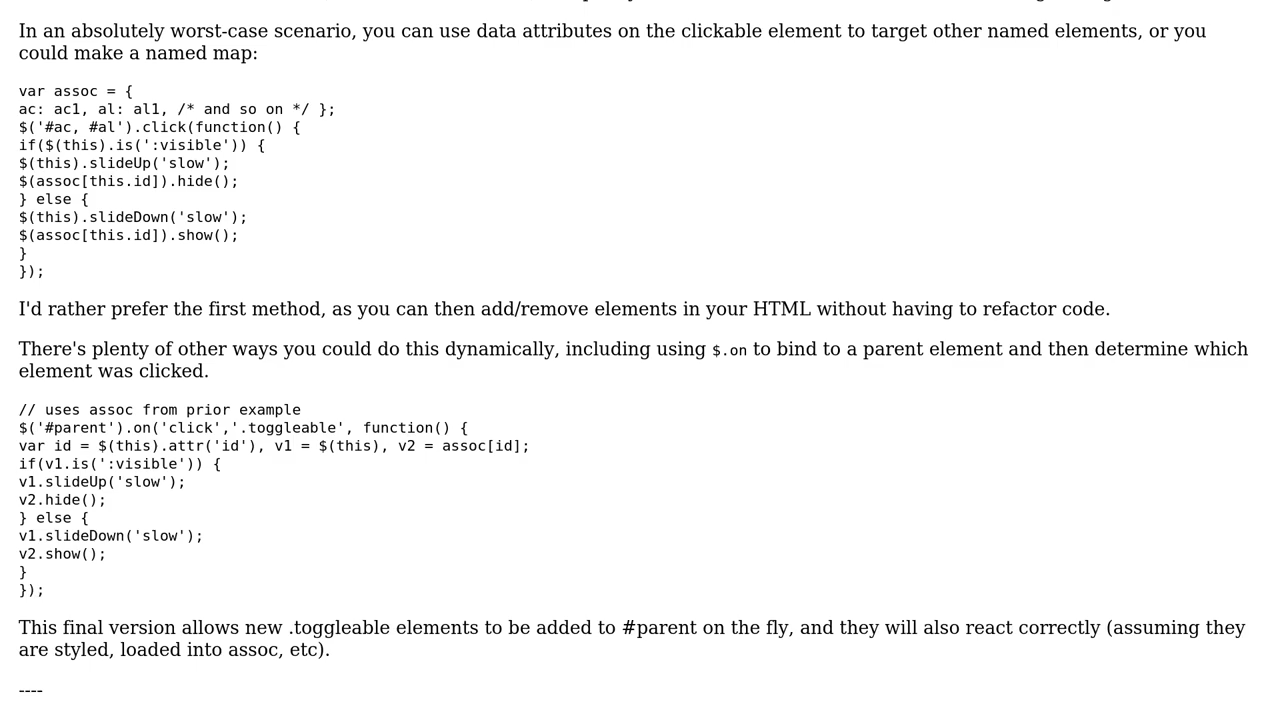 In an absolutely worst-case scenario, you can use data attributes on the clickable element to target other named elements, or you
could make a named map:
var assoc = {
ac: ac1, al: al1, /* and so on */ };
$('#ac, #al').click(function() {
if($(this).is(':visible')) {
$(this).slideUp('slow');
$(assoc[this.id]).hide();
} else {
$(this).slideDown('slow');
$(assoc[this.id]).show();
}
});
I'd rather prefer the first method, as you can then add/remove elements in your HTML without having to refactor code.
There's plenty of other ways you could do this dynamically, including using $.on to bind to a parent element and then determine which
element was clicked.
// uses assoc from prior example
$('#parent').on('click','.toggleable', function() {
var id = $(this).attr('id'), v1 = $(this), v2 = assoc[id];
if(v1.is(':visible')) {
v1.slideUp('slow');
v2.hide();
} else {
v1.slideDown('slow');
v2.show();
}
});
This final version allows new .toggleable elements to be added to #parent on the fly, and they will also react correctly (assuming they
are styled, loaded into assoc, etc).
----